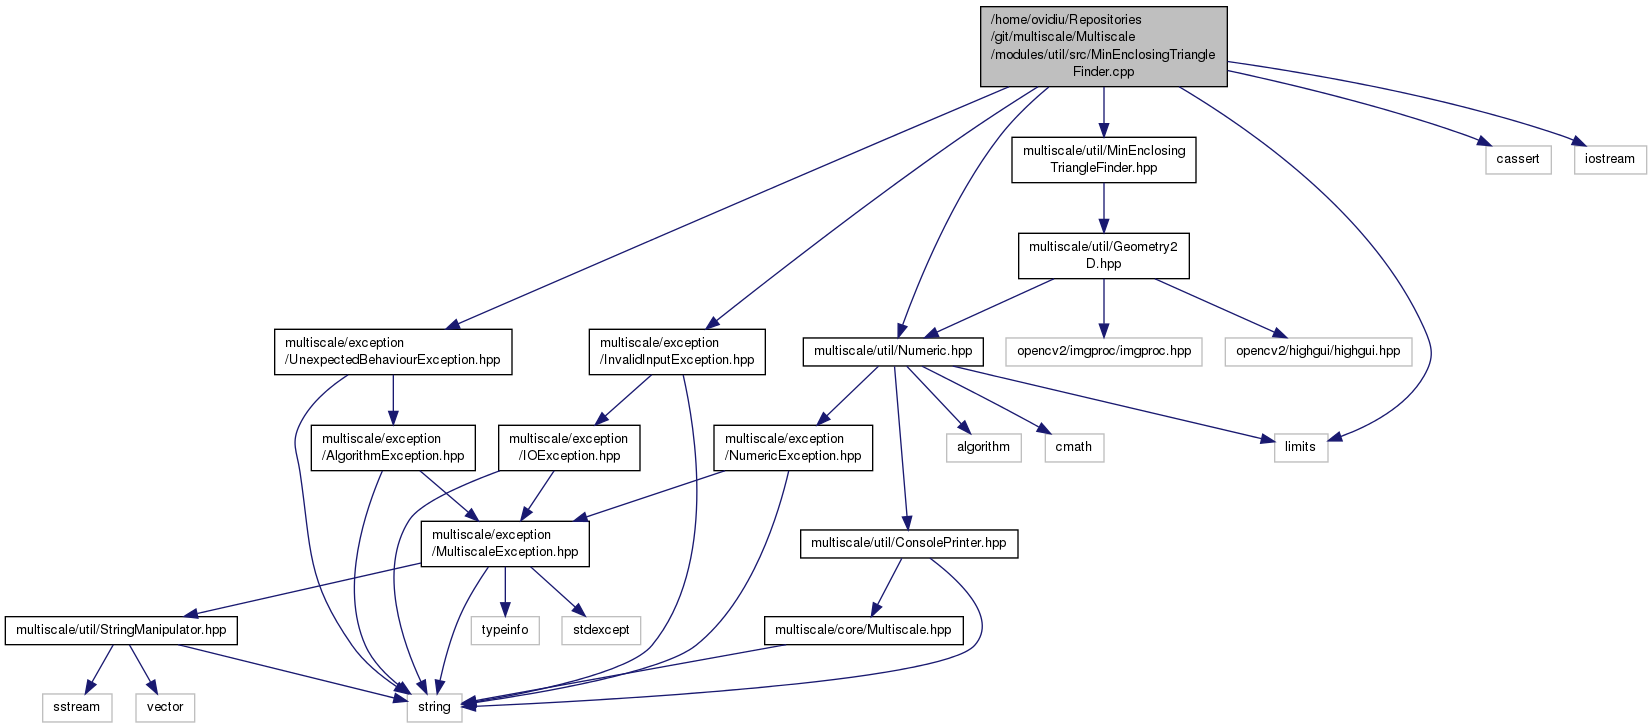 /home/ovidiu/Repositories
/git/multiscale/Multiscale
/modules/util/src/MinEnclosingTriangle
Finder.cpp
multiscale/util/MinEnclosing
TriangleFinder.hpp
cassert
iostream
multiscale/util/Geometry2
D.hpp
multiscale/exception
/UnexpectedBehaviourException.hpp
multiscale/exception
/InvalidInputException.hpp
multiscale/util/Numeric.hpp
opencv2/imgproc/imgproc.hpp
opencv2/highgui/highgui.hpp
multiscale/exception
/AlgorithmException.hpp
multiscale/exception
/IOException.hpp
multiscale/exception
/NumericException.hpp
algorithm
cmath
limits
multiscale/exception
/MultiscaleException.hpp
multiscale/util/ConsolePrinter.hpp
multiscale/util/StringManipulator.hpp
typeinfo
stdexcept
multiscale/core/Multiscale.hpp
sstream
vector
string